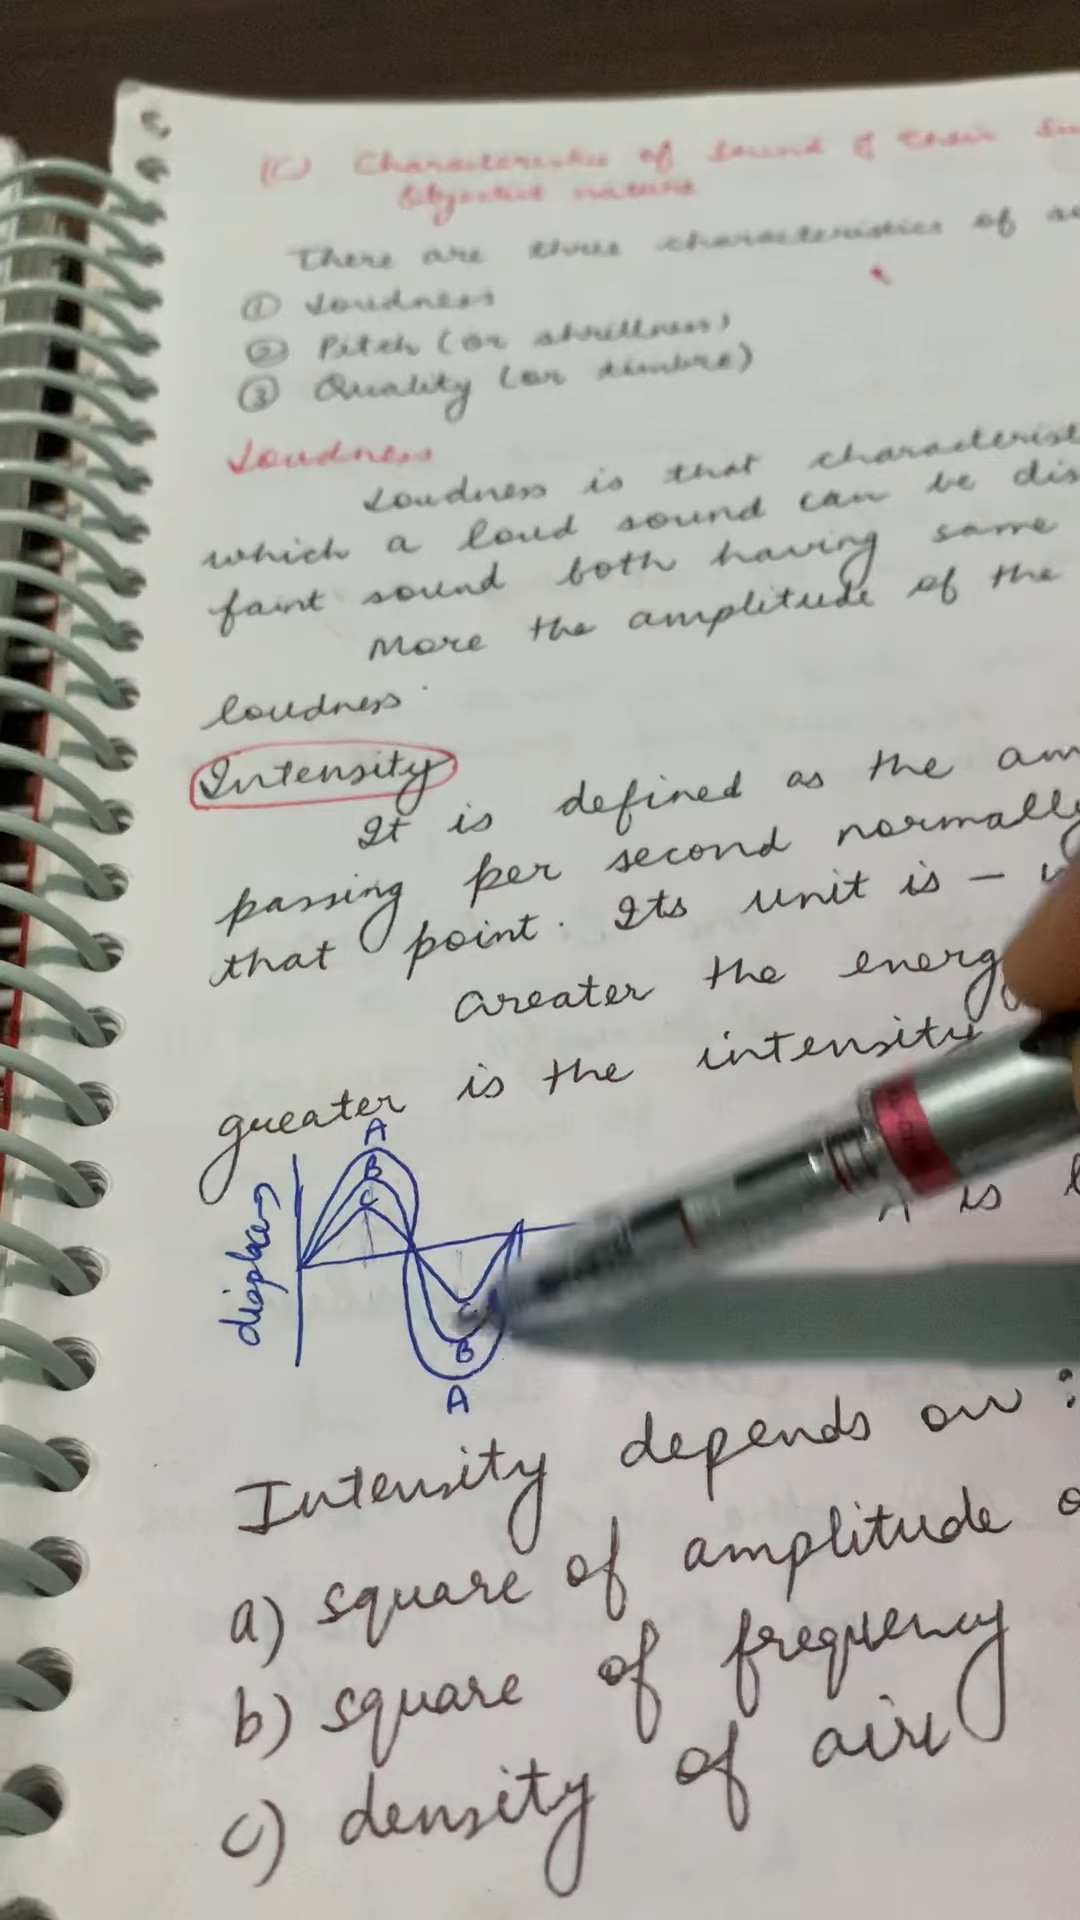 (C) Characteristic of sound & their
Subjective nature
There are three characteristics of
① Loudness
② Pitch (or shrillness)
③ Quality (or timbre)
Loudness
Loudness is that characterist
which a loud sound can be dis
faint sound both having same
More the amplitude of the
loudness.
Intensity
It is defined as the am
passing per second normally
that point. Its unit is –
Greater the energ
greater is the intensity
A
B
C
A is
displace
C
B
A
Intensity depends on :
a) square of amplitude o
b) square of frequency
c) density of air